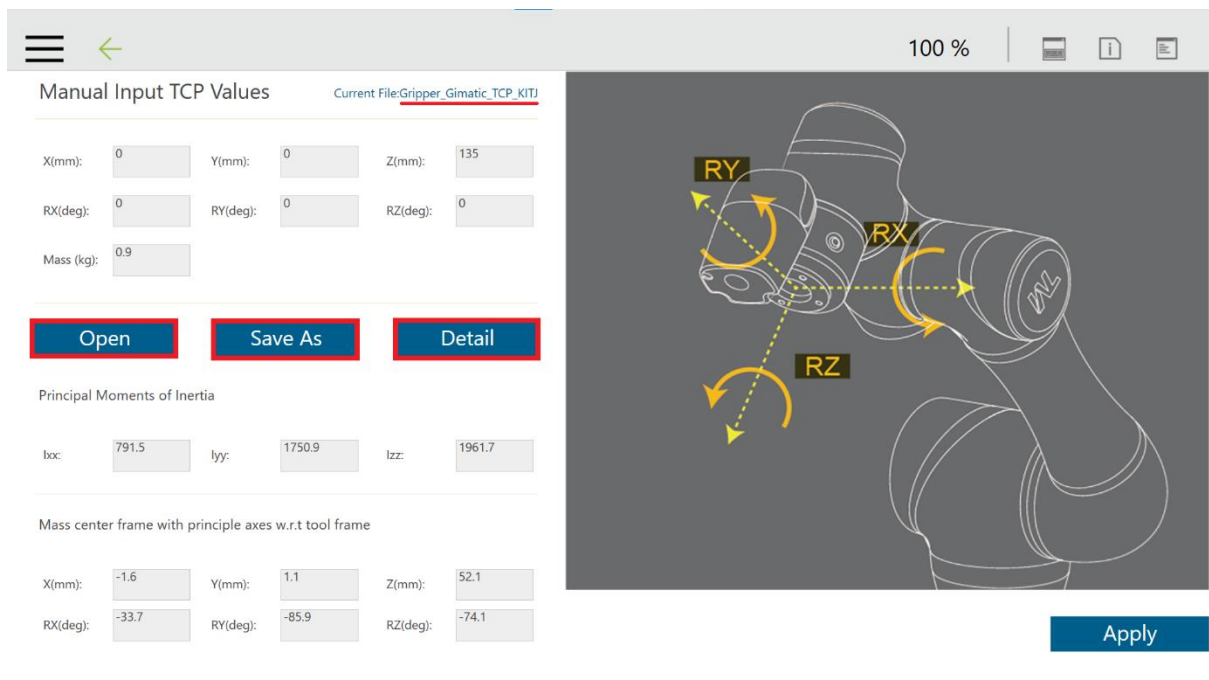 100 %
Manual Input TCP Values
Current File:Gripper_Gimatic_TCP_KITJ
X(mm): 0 Y(mm): 0 Z(mm): 135
RX(deg): 0 RY(deg): 0 RZ(deg): 0
Mass (kg): 0.9
Open Save As Detail
Principal Moments of Inertia
Ixx: 791.5 Iyy: 1750.9 Izz: 1961.7
Mass center frame with principle axes w.r.t tool frame
X(mm): -1.6 Y(mm): 1.1 Z(mm): 52.1
RX(deg): -33.7 RY(deg): -85.9 RZ(deg): -74.1
RY
RX
TM
RZ
Apply